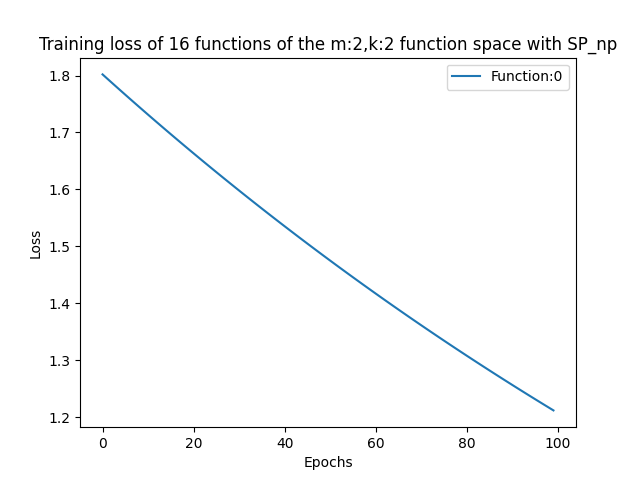 Training loss of 16 functions of the m:2,k:2 function space with SP_np
Function:0
1.8
1.7
1.6
1.5
1.4
1.3
1.2
Loss
0 20 40 60 80 100
Epochs